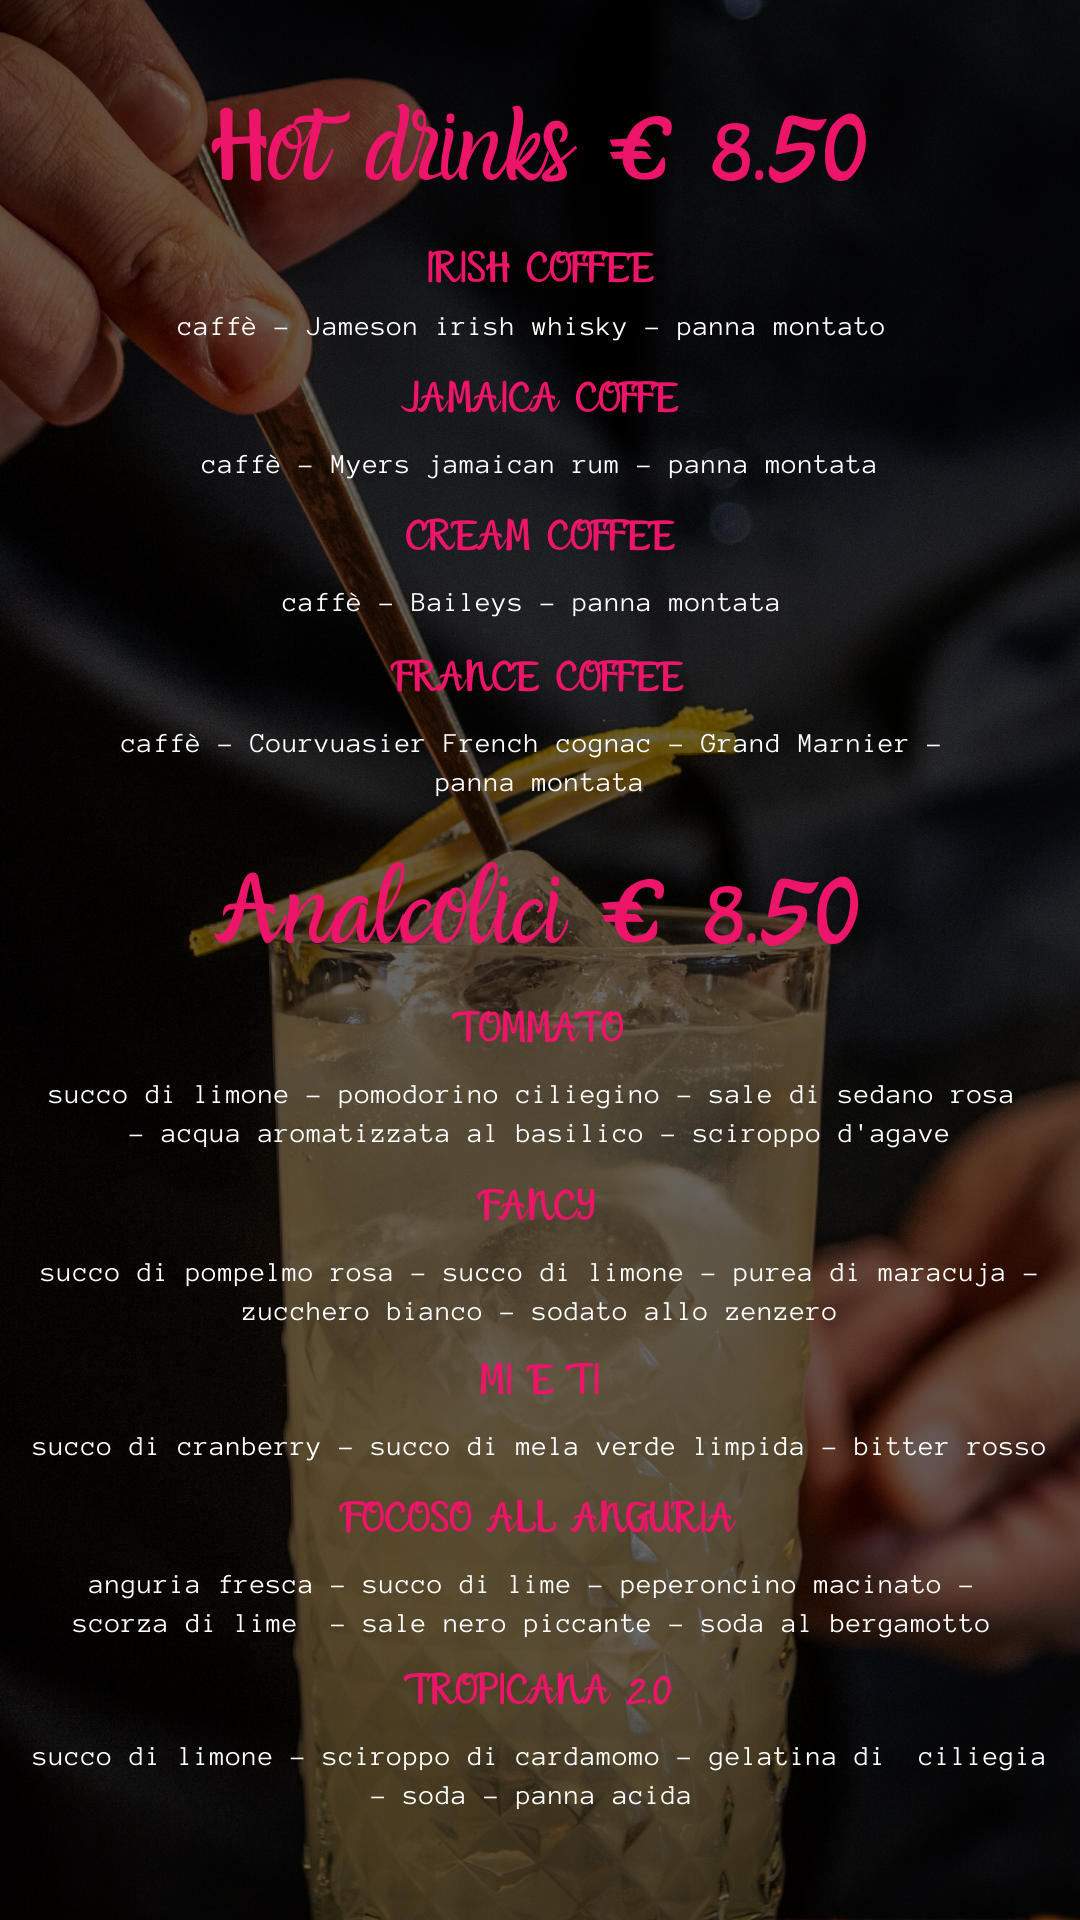 Hot drinks € 8.50
IRISH COFFEE
caffè - Jameson irish whisky - panna montato
JAMAICA COFFE
caffè - Myers jamaican rum - panna montata
CREAM COFFEE
caffè - Baileys - panna montata
FRANCE COFFEE
caffè - Courvuasier French cognac - Grand Marnier -
panna montata
Analcolici € 8.50
TOMMATO
succo di limone - pomodorino ciliegino - sale di sedano rosa
- acqua aromatizzata al basilico - sciroppo d'agave
FANCY
succo di pompelmo rosa - succo di limone - purea di maracuja -
zucchero bianco - sodato allo zenzero
MI E TI
succo di cranberry - succo di mela verde limpida - bitter rosso
FOCOSO ALL ANGURIA
anguria fresca - succo di lime - peperoncino macinato -
scorza di lime  - sale nero piccante - soda al bergamotto
TROPICANA 2.0
succo di limone - sciroppo di cardamomo - gelatina di  ciliegia
- soda - panna acida